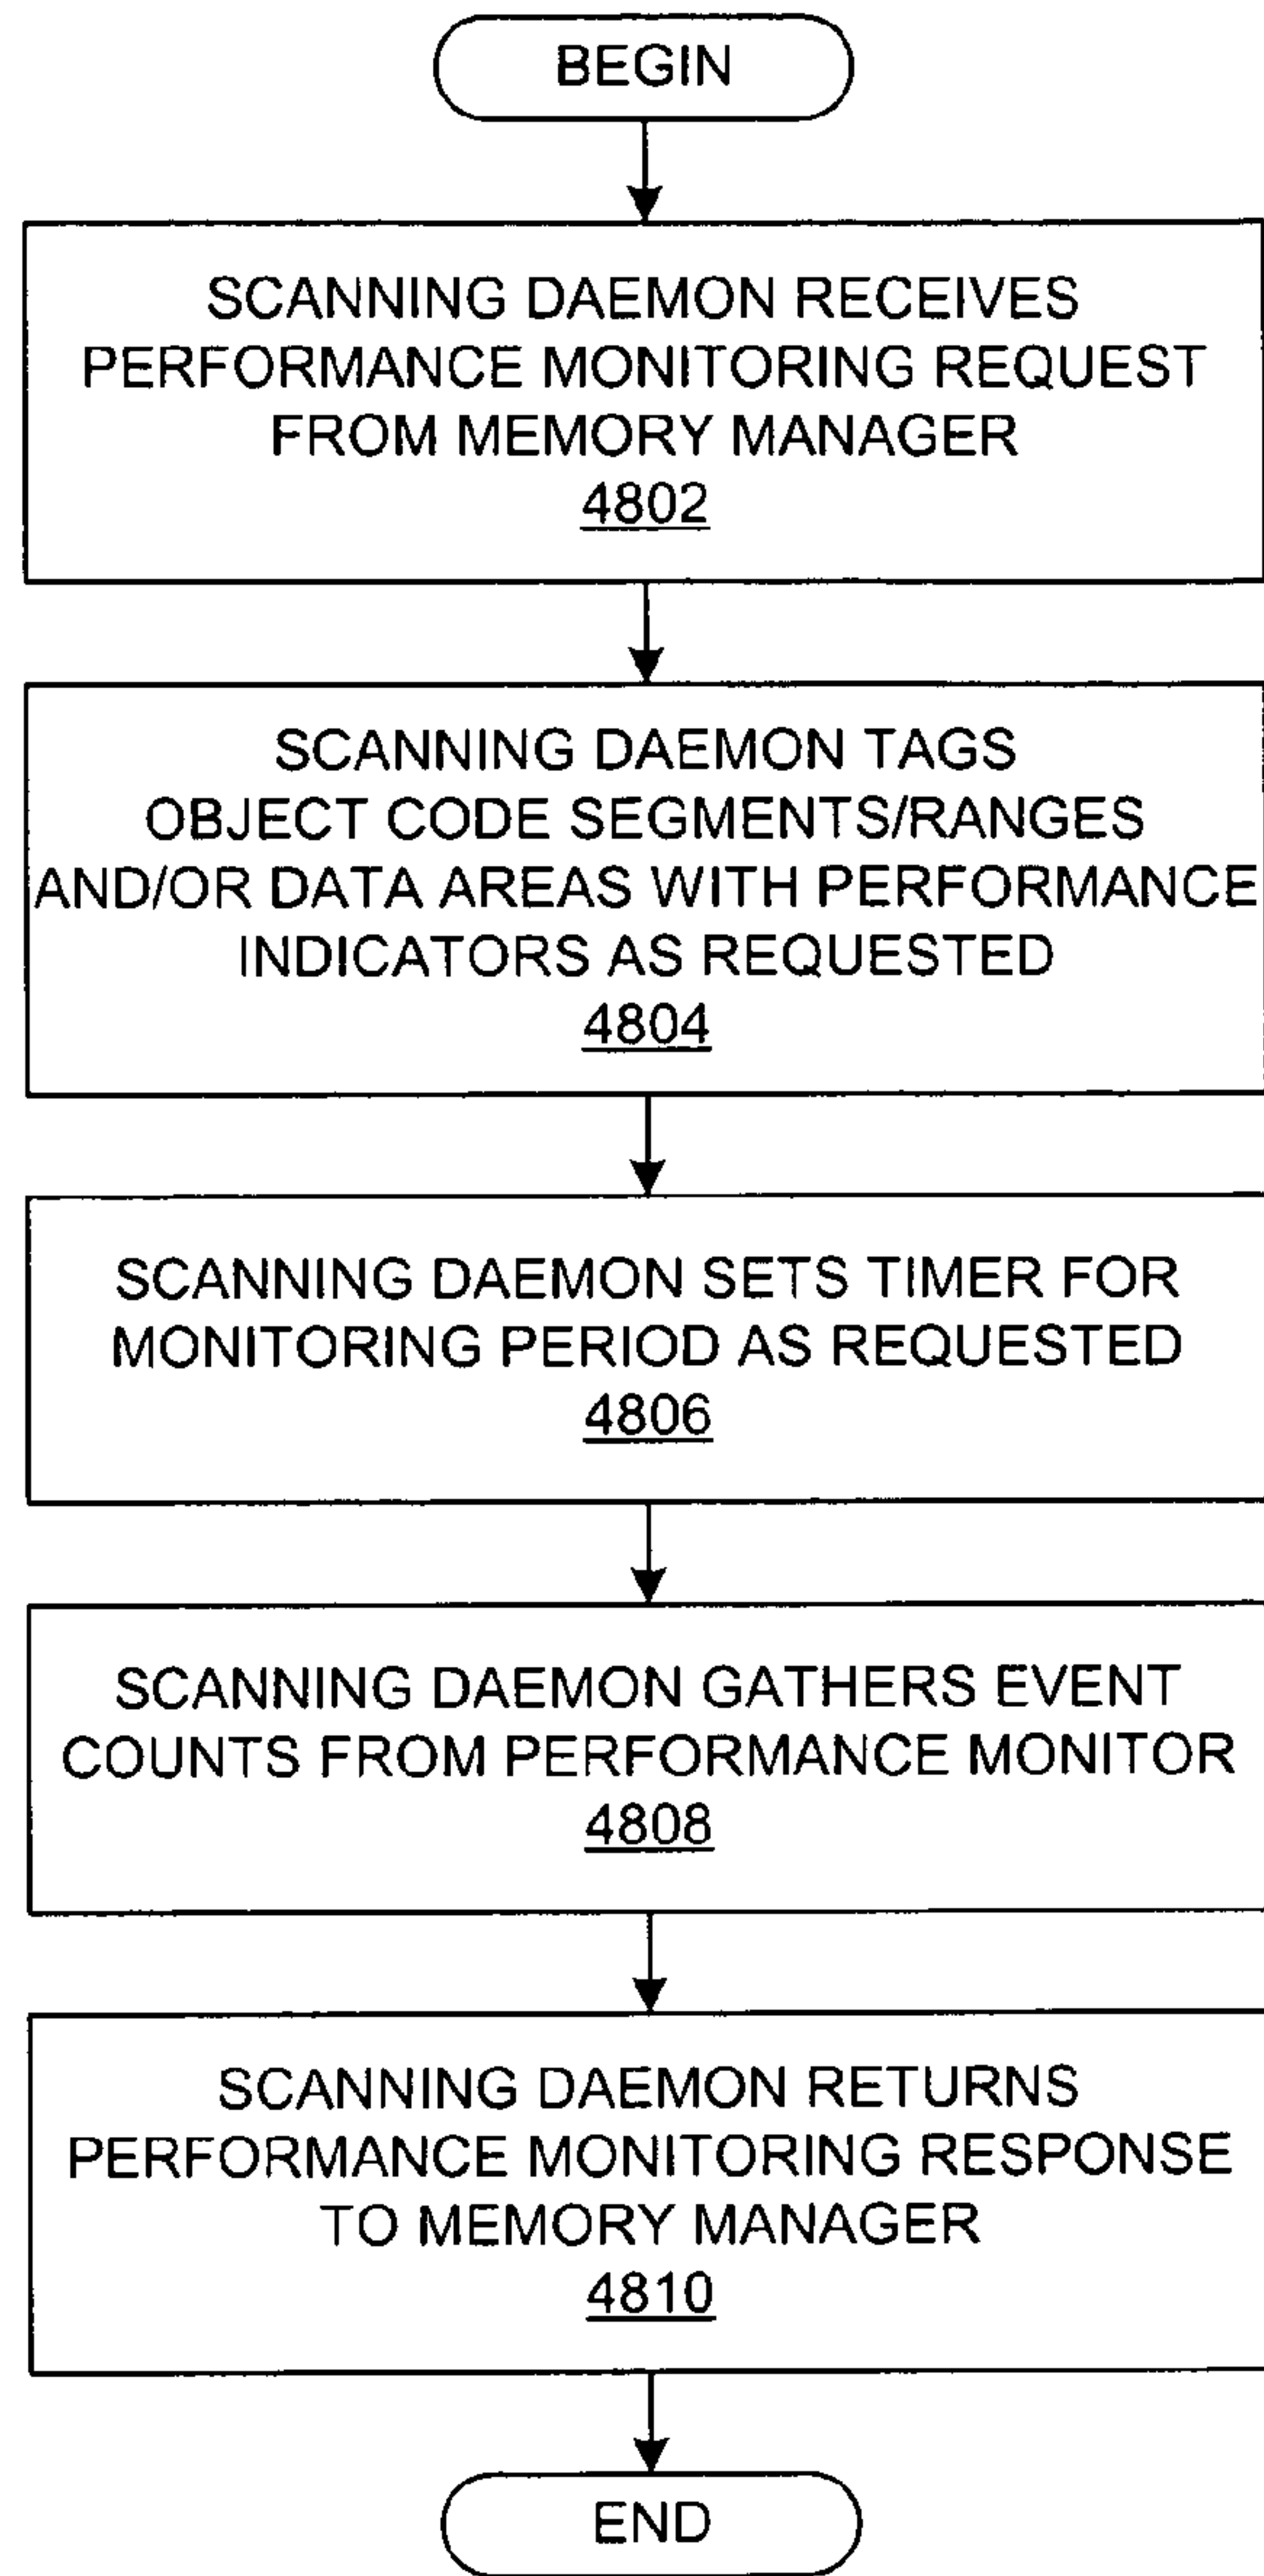 BEGIN
SCANNING DAEMON RECEIVES
PERFORMANCE MONITORING REQUEST
FROM MEMORY MANAGER
4802
SCANNING DAEMON TAGS
OBJECT CODE SEGMENTS/RANGES
AND/OR DATA AREAS WITH PERFORMANCE
INDICATORS AS REQUESTED
4804
SCANNING DAEMON SETS TIMER FOR
MONITORING PERIOD AS REQUESTED
4806
SCANNING DAEMON GATHERS EVENT
COUNTS FROM PERFORMANCE MONITOR
4808
SCANNING DAEMON RETURNS
PERFORMANCE MONITORING RESPONSE
TO MEMORY MANAGER
4810
END